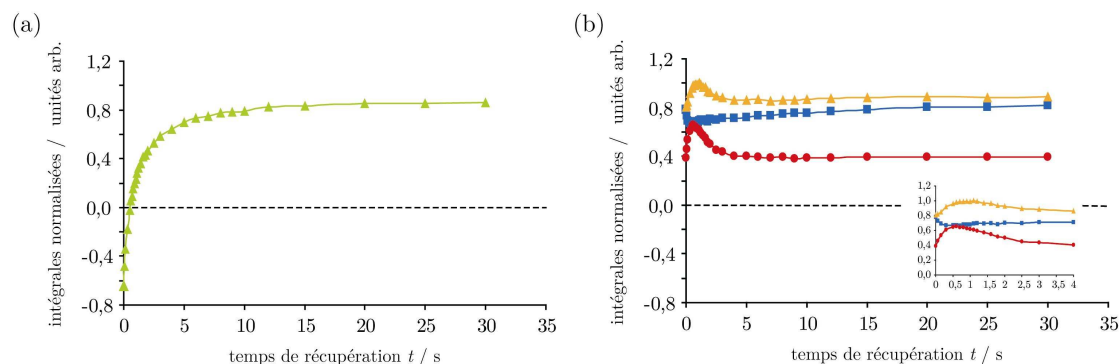 (a)
intégrales normalisées / unités arb.
1,2
0,8
0,4
0,0
-0,4
-0,8
0 5 10 15 20 25 30 35
temps de récupération t / s
(b)
intégrales normalisées / unités arb.
1,2
0,8
0,4
0,0
-0,4
-0,8
0 5 10 15 20 25 30 35
temps de récupération t / s
1,2
1,0
0,8
0,6
0,4
0,2
0,0
0 0,5 1 1,5 2 2,5 3 3,5 4